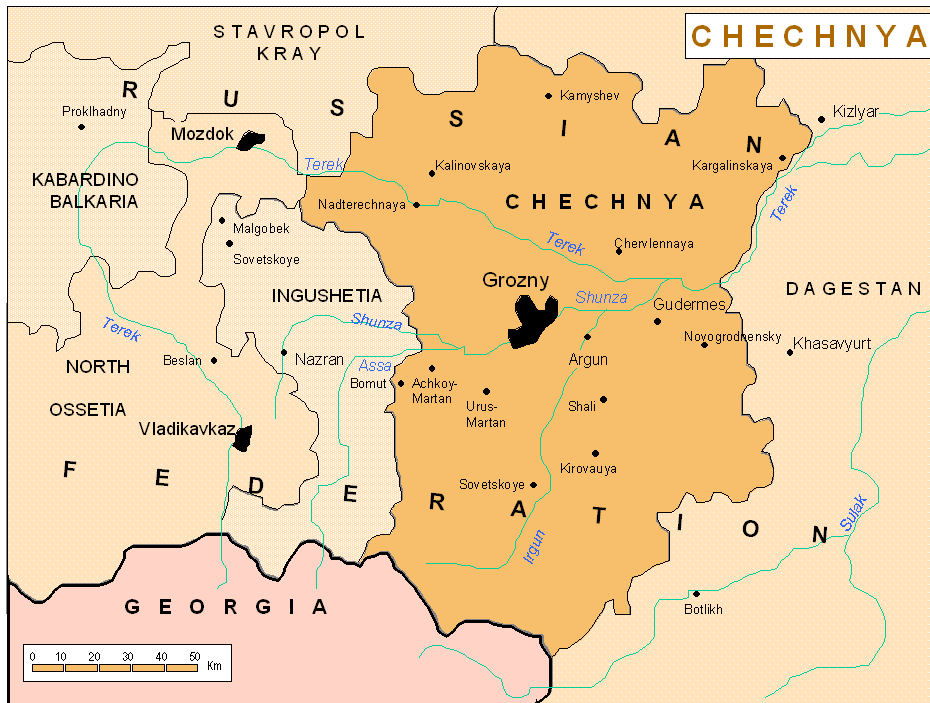 STAVROPOL
KRAY
CHECHNYA
RUSSIAN
FEDERATION
Proklhadny
Mozdok
Kamyshev
Kizlyar
Terek
Kalinovskaya
Kargalinskaya
KABARDINO
BALKARIA
Nadterechnaya
CHECHNYA
Terek
Malgobek
Sovetskoye
Terek
Chervlennaya
Grozny
INGUSHETIA
Shunza
DAGESTAN
Gudermes
Terek
Shunza
Novogrodnensky
Khasavyurt
NORTH
OSSETIA
Beslan
Nazran
Assa
Argun
Bomut
Achkoy-
Martan
Urus-
Martan
Shali
Vladikavkaz
Kirovauya
Sovetskoye
Irgun
Sulak
GEORGIA
Botlikh
0 10 20 30 40 50 Km